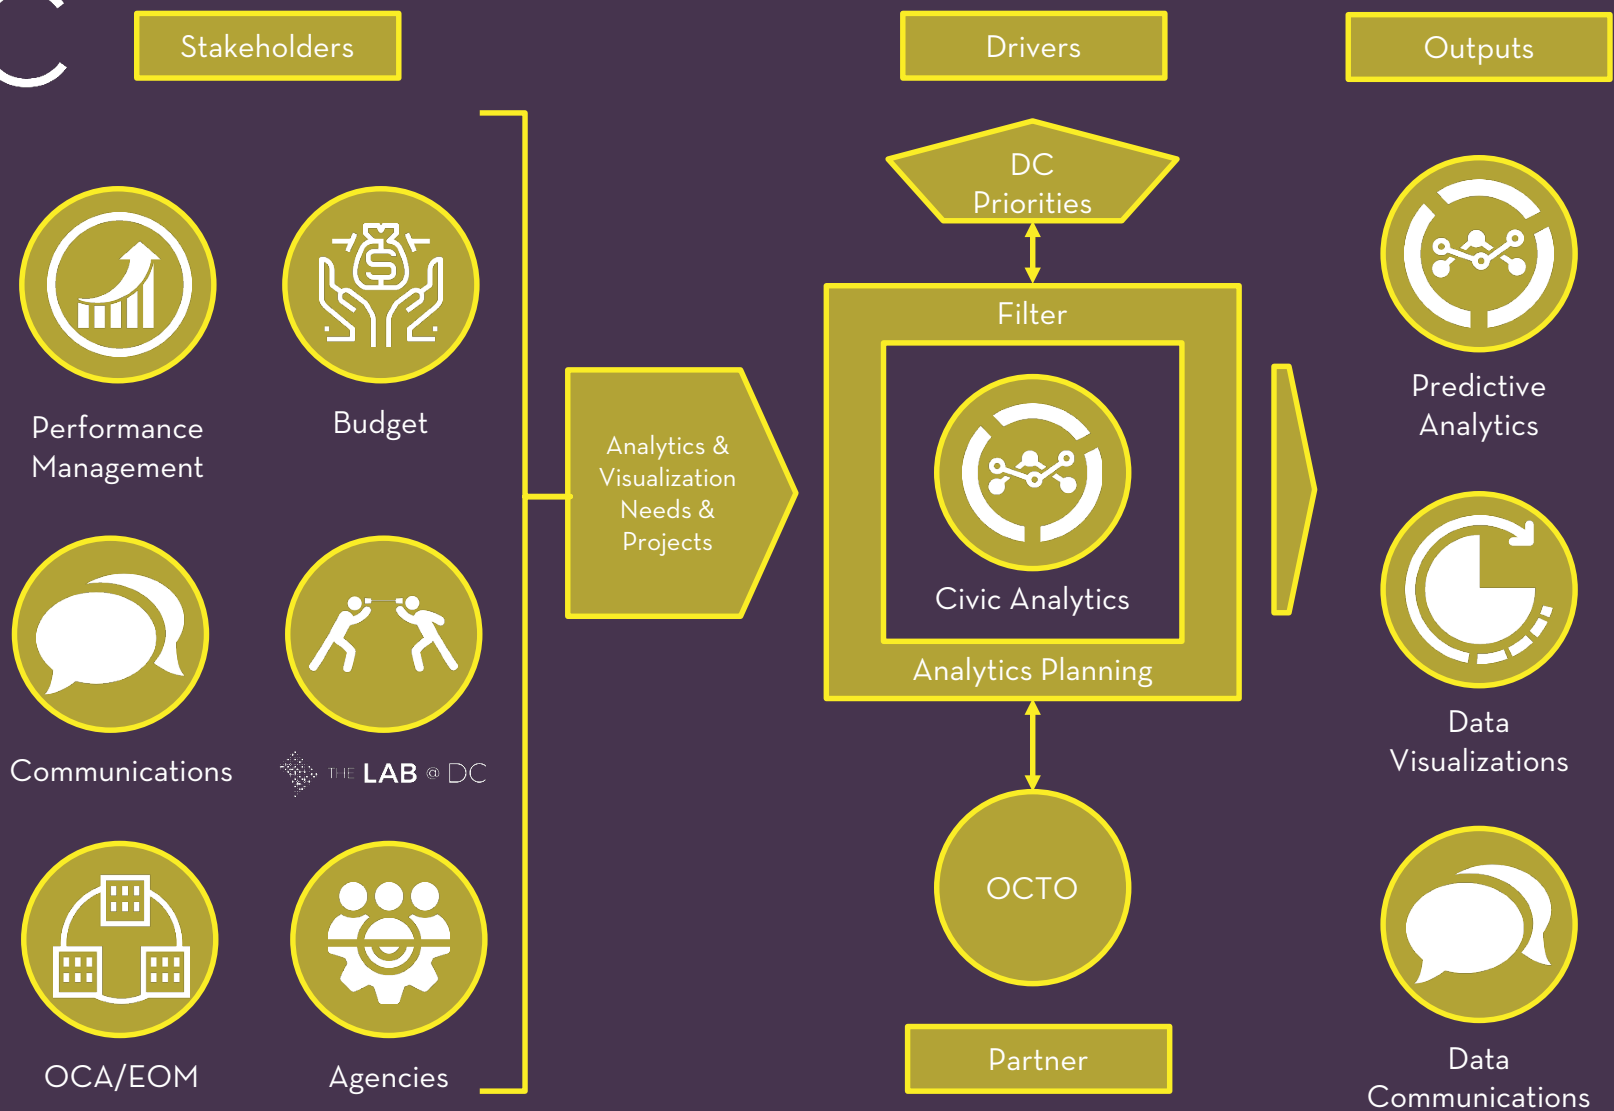 Stakeholders
Performance
Management
Budget
Communications
THE LAB @ DC
OCA/EOM
Agencies
Analytics &
Visualization
Needs &
Projects
Drivers
DC
Priorities
Filter
Civic Analytics
Analytics Planning
OCTO
Partner
Outputs
Predictive
Analytics
Data
Visualizations
Data
Communications